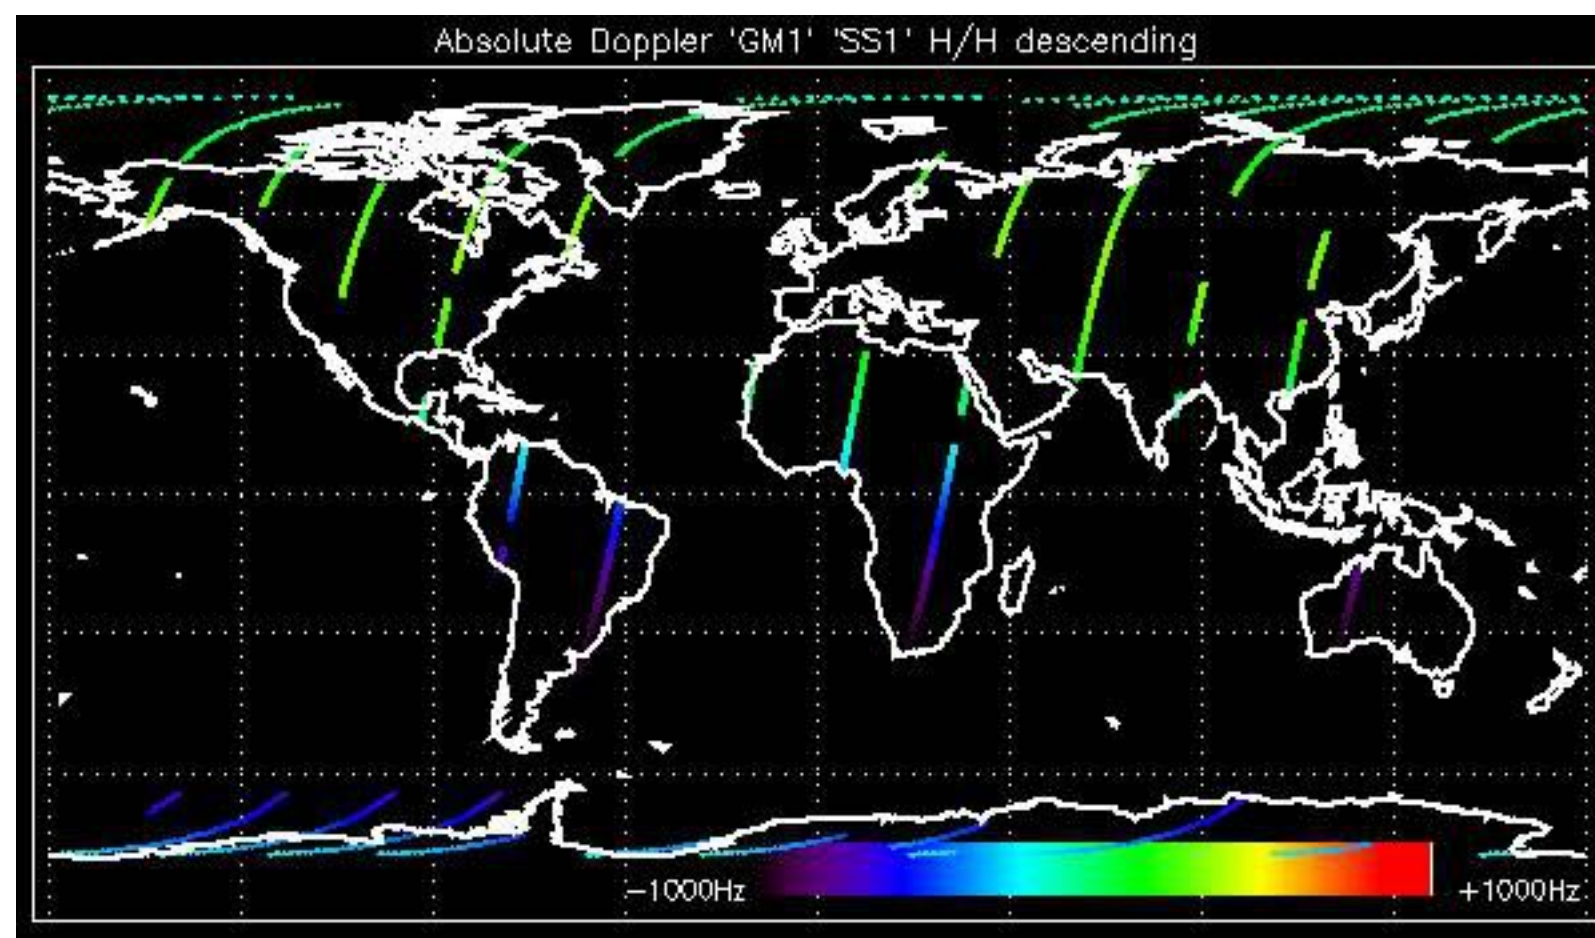 Absolute Doppler 'GM1' 'SS1' H/H descending
−1000Hz +1000Hz